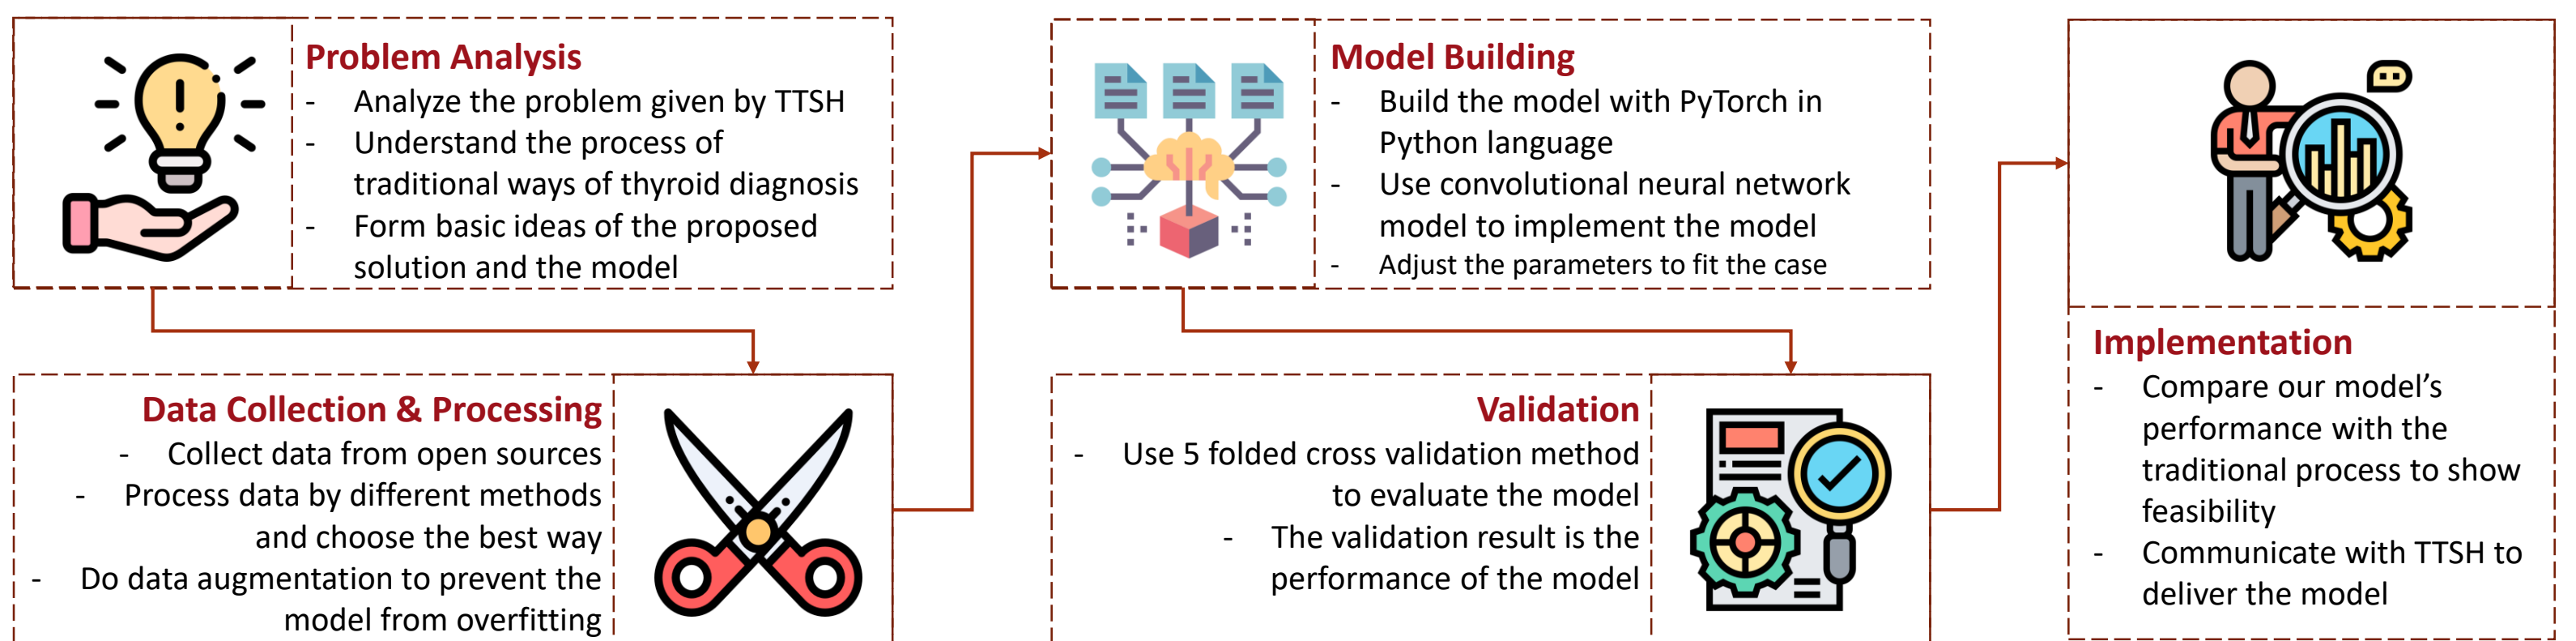 Problem Analysis
- Analyze the problem given by TTSH
- Understand the process of
traditional ways of thyroid diagnosis
- Form basic ideas of the proposed
solution and the model
Data Collection & Processing
- Collect data from open sources
- Process data by different methods
and choose the best way
- Do data augmentation to prevent the
model from overfitting
Model Building
- Build the model with PyTorch in
Python language
- Use convolutional neural network
model to implement the model
- Adjust the parameters to fit the case
Validation
- Use 5 folded cross validation method
to evaluate the model
- The validation result is the
performance of the model
Implementation
- Compare our model’s
performance with the
traditional process to show
feasibility
- Communicate with TTSH to
deliver the model